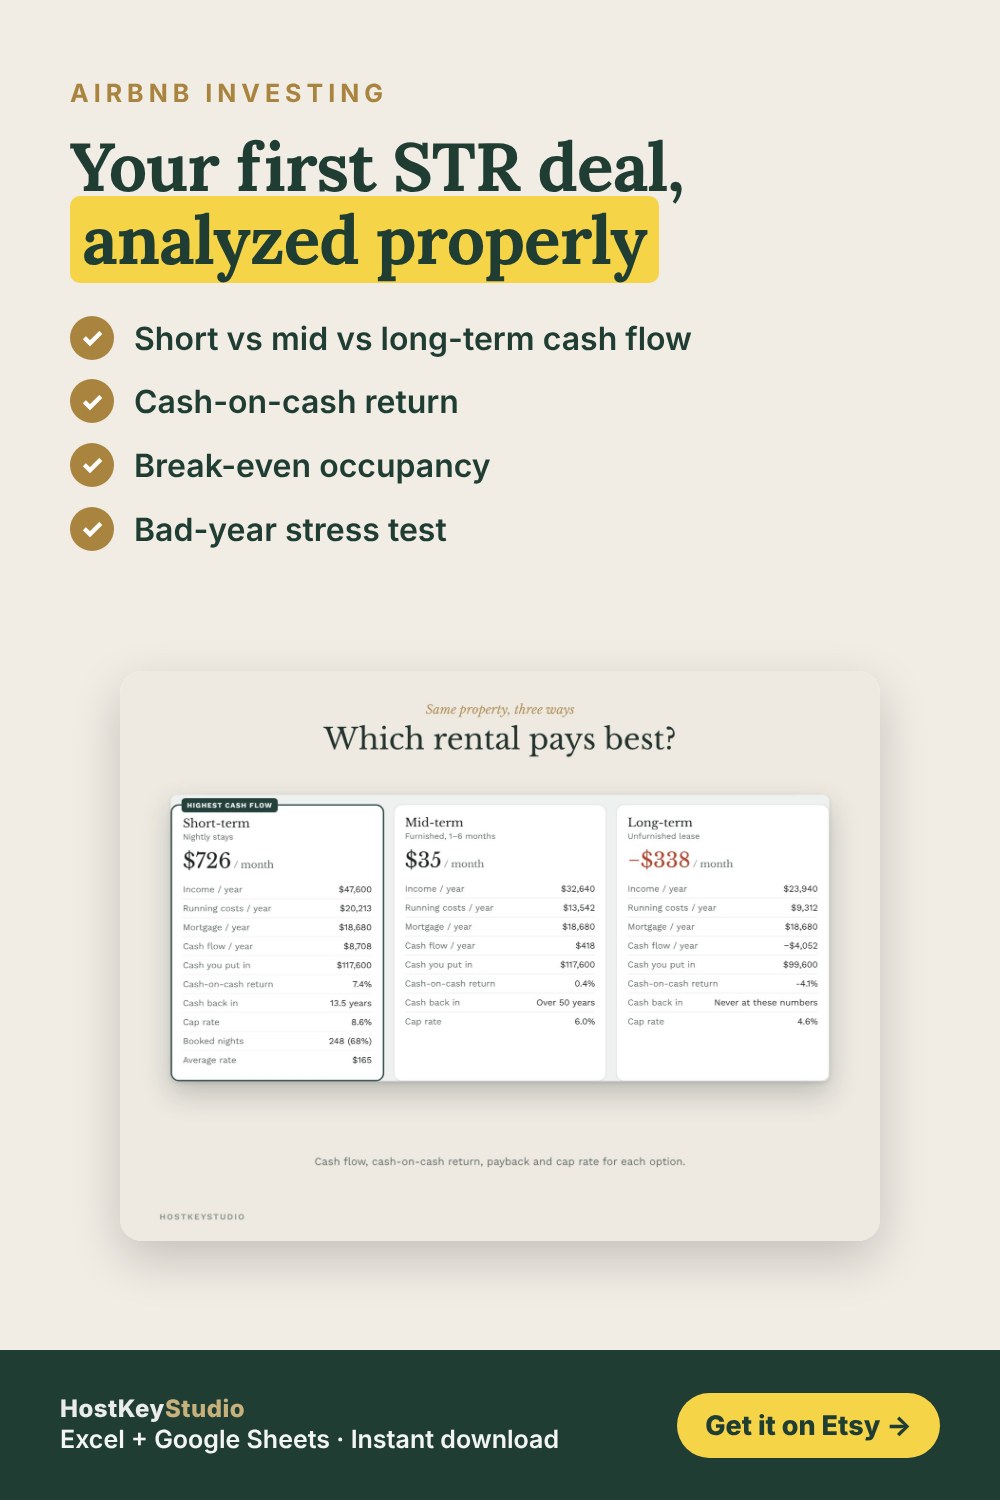 AIRBNB INVESTING
Your first STR deal,
analyzed properly
Short vs mid vs long-term cash flow
Cash-on-cash return
Break-even occupancy
Bad-year stress test
Same property, three ways
Which rental pays best?
HIGHEST CASH FLOW
Short-term
Nightly stays
$726 / month
Income / year $47,600
Running costs / year $20,213
Mortgage / year $18,680
Cash flow / year $8,708
Cash you put in $117,600
Cash-on-cash return 7.4%
Cash back in 13.5 years
Cap rate 8.6%
Booked nights 248 (68%)
Average rate $165
Mid-term
Furnished, 1–6 months
$35 / month
Income / year $32,640
Running costs / year $13,542
Mortgage / year $18,680
Cash flow / year $418
Cash you put in $117,600
Cash-on-cash return 0.4%
Cash back in Over 50 years
Cap rate 6.0%
Long-term
Unfurnished lease
−$338 / month
Income / year $23,940
Running costs / year $9,312
Mortgage / year $18,680
Cash flow / year −$4,052
Cash you put in $99,600
Cash-on-cash return -4.1%
Cash back in Never at these numbers
Cap rate 4.6%
Cash flow, cash-on-cash return, payback and cap rate for each option.
HOSTKEYSTUDIO
HostKeyStudio
Excel + Google Sheets · Instant download
Get it on Etsy →